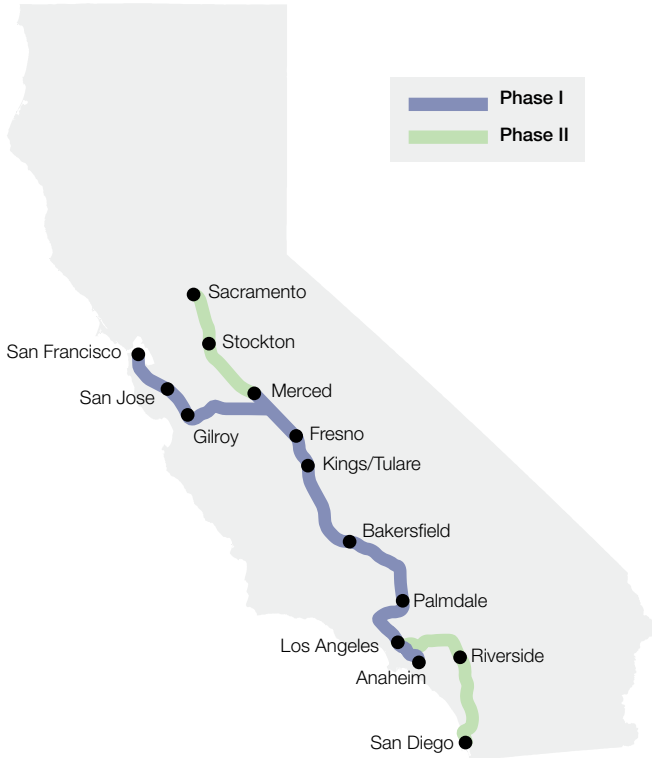 Phase I
Phase II
Sacramento
Stockton
San Francisco
Merced
San Jose
Gilroy
Fresno
Kings/Tulare
Bakersfield
Palmdale
Los Angeles
Riverside
Anaheim
San Diego